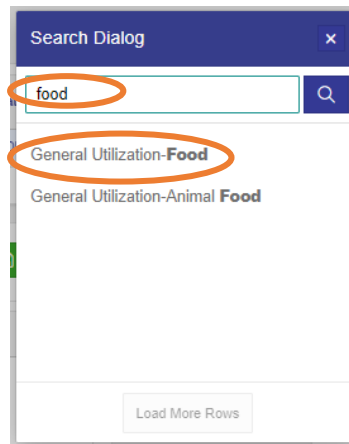 Search Dialog
food
General Utilization-Food
General Utilization-Animal Food
Load More Rows